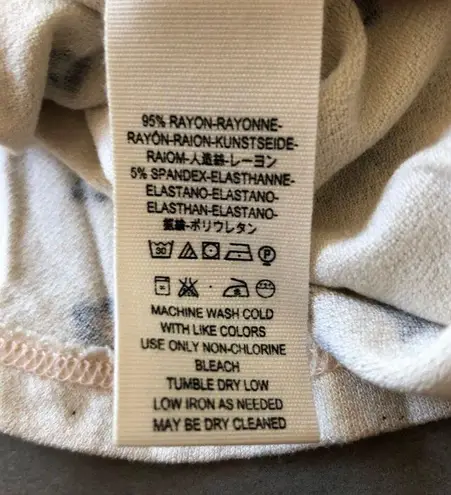 95% RAYON-RAYONNE-
RAYÓN-RAION-KUNSTSEIDE-
RAIOM-人造絲-レーヨン
5% SPANDEX-ELASTHANNE-
ELASTANO-ELASTANO-
ELASTHAN-ELASTANO-
-ポリウレタン
30
P
MACHINE WASH COLD
WITH LIKE COLORS
USE ONLY NON-CHLORINE
BLEACH
TUMBLE DRY LOW
LOW IRON AS NEEDED
MAY BE DRY CLEANED